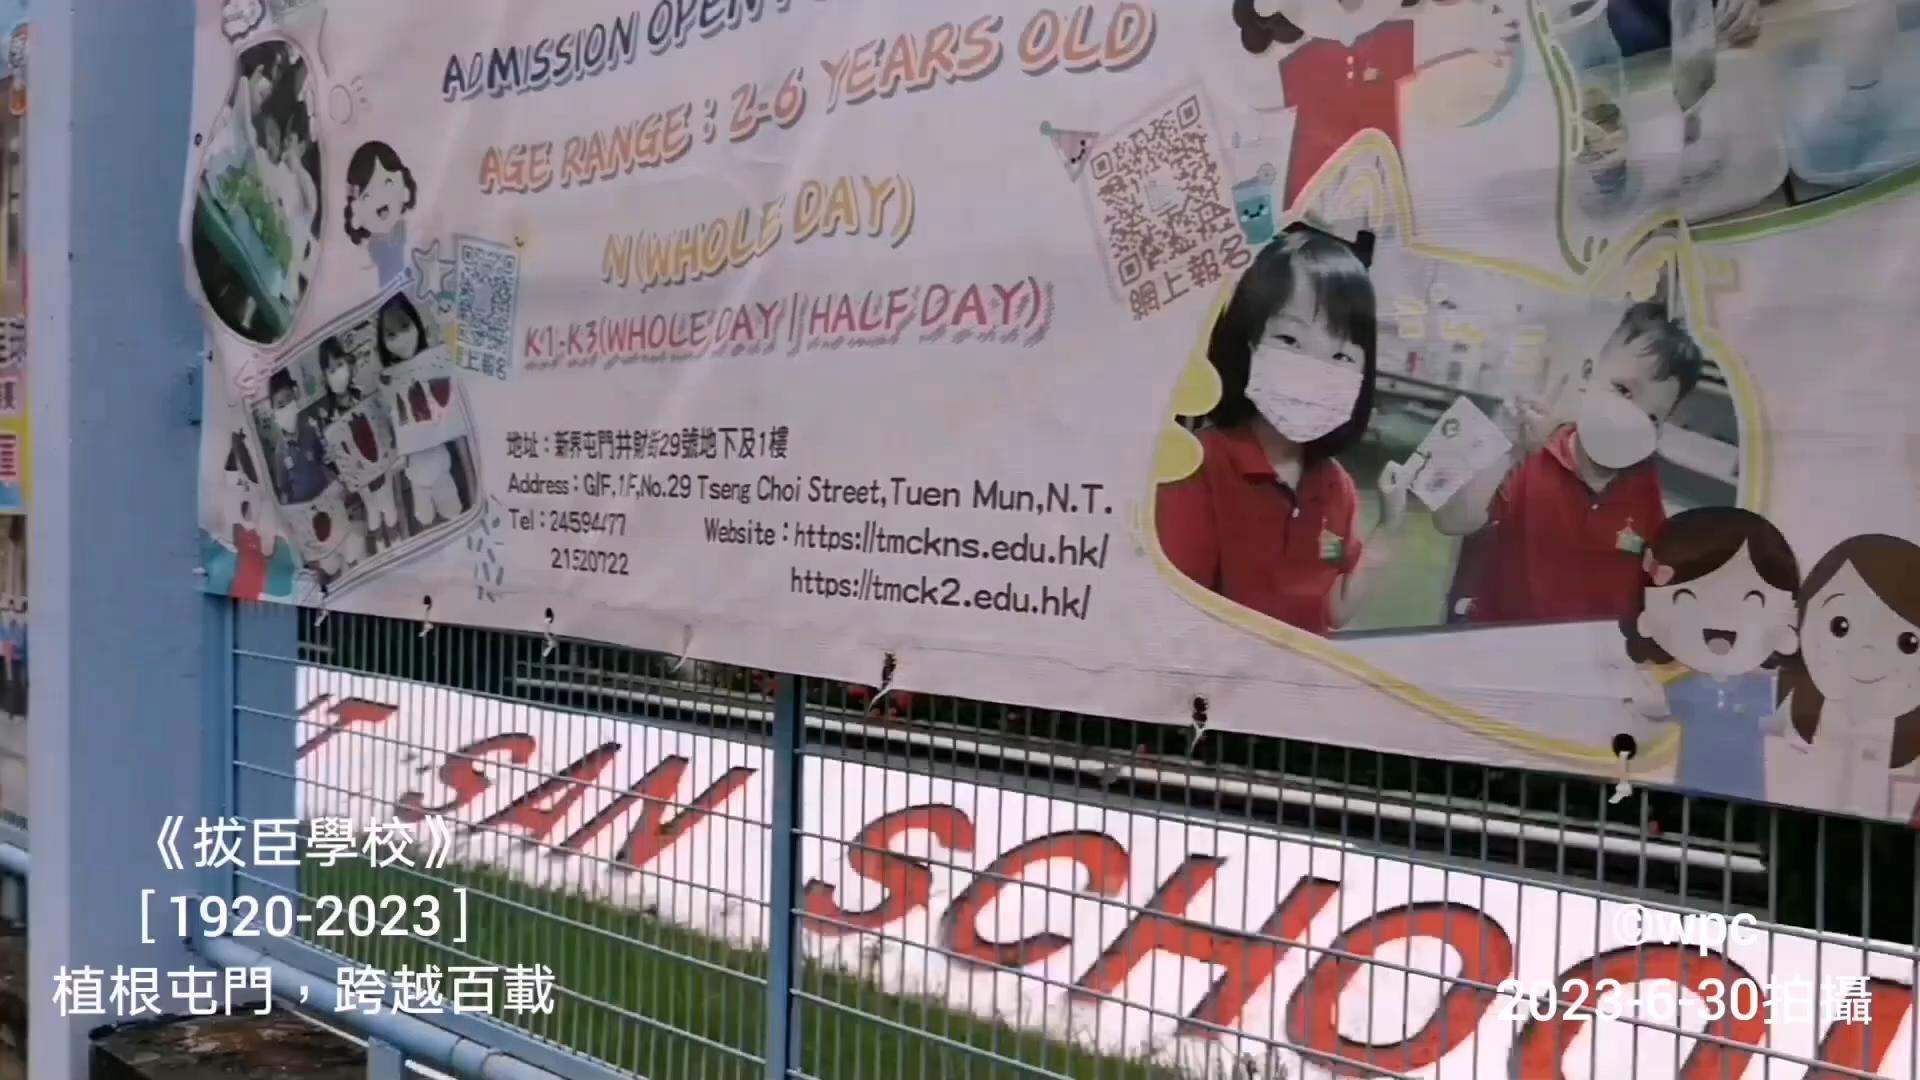 ADMISSION OPEN
AGE RANGE : 2-6 YEARS OLD
N(WHOLE DAY)
K1-K3(WHOLE DAY | HALF DAY)
網上報名
上報名
地址：新界屯門井財街29號地下及1樓
Address : G/F,1/F,No.29 Tseng Choi Street,Tuen Mun,N.T.
Tel : 24594477
Website : https://tmckns.edu.hk/
21520722
https://tmck2.edu.hk/
T SAN SCHOOL
《拔臣學校》
[1920-2023]
植根屯門，跨越百載
©wpc
2023-6-30拍攝